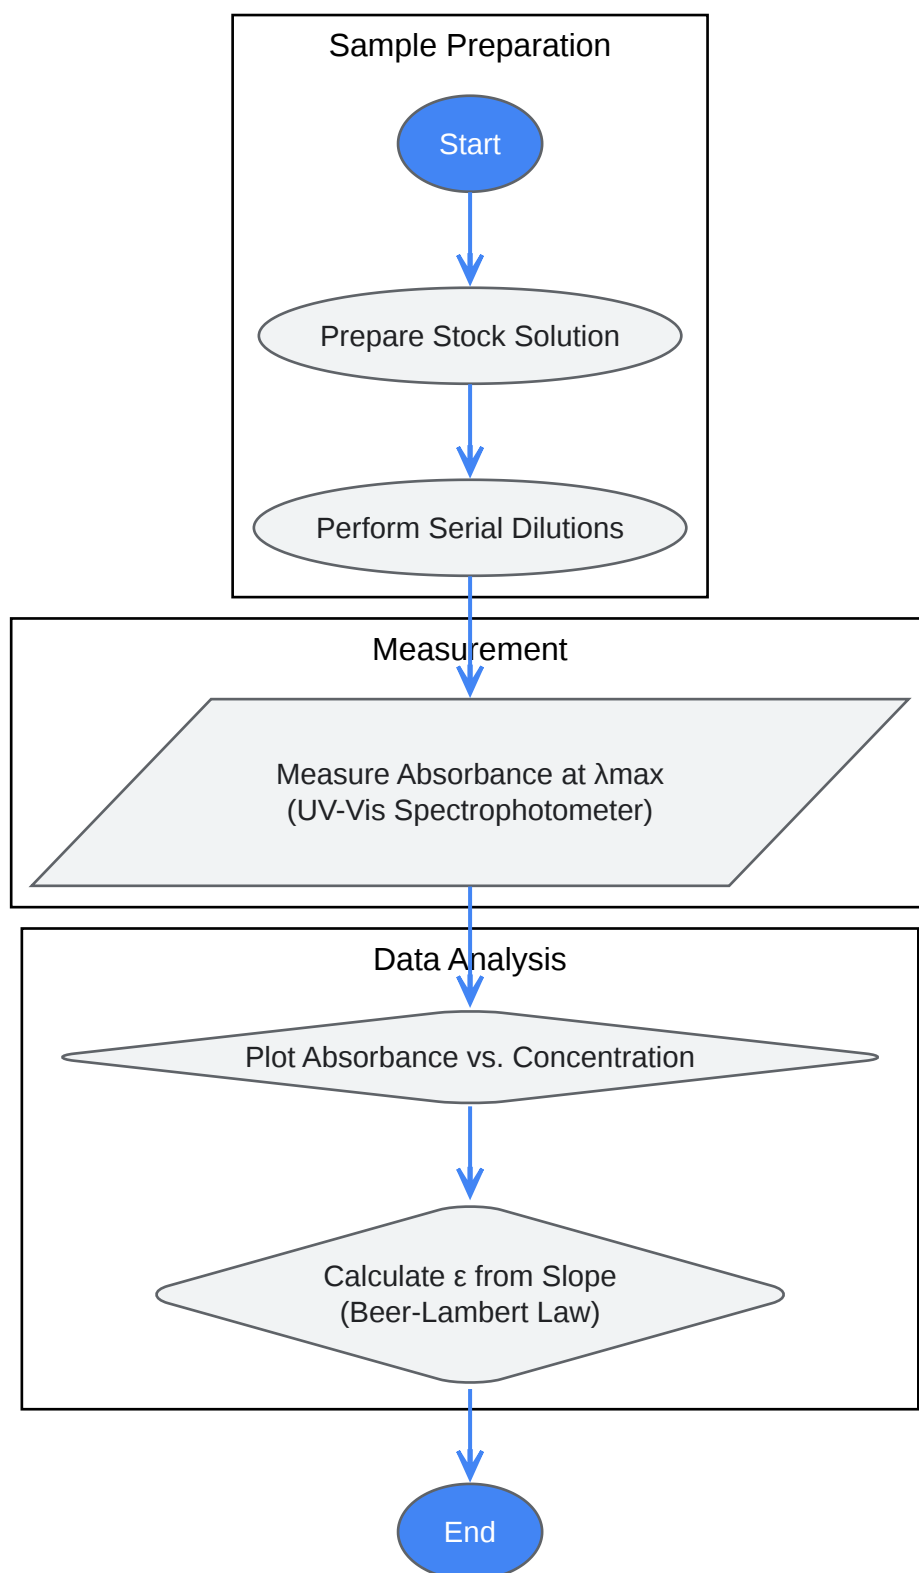 Sample Preparation
Start
Prepare Stock Solution
Perform Serial Dilutions
Measurement
Measure Absorbance at λmax
(UV-Vis Spectrophotometer)
Data Analysis
Plot Absorbance vs. Concentration
Calculate ε from Slope
(Beer-Lambert Law)
End